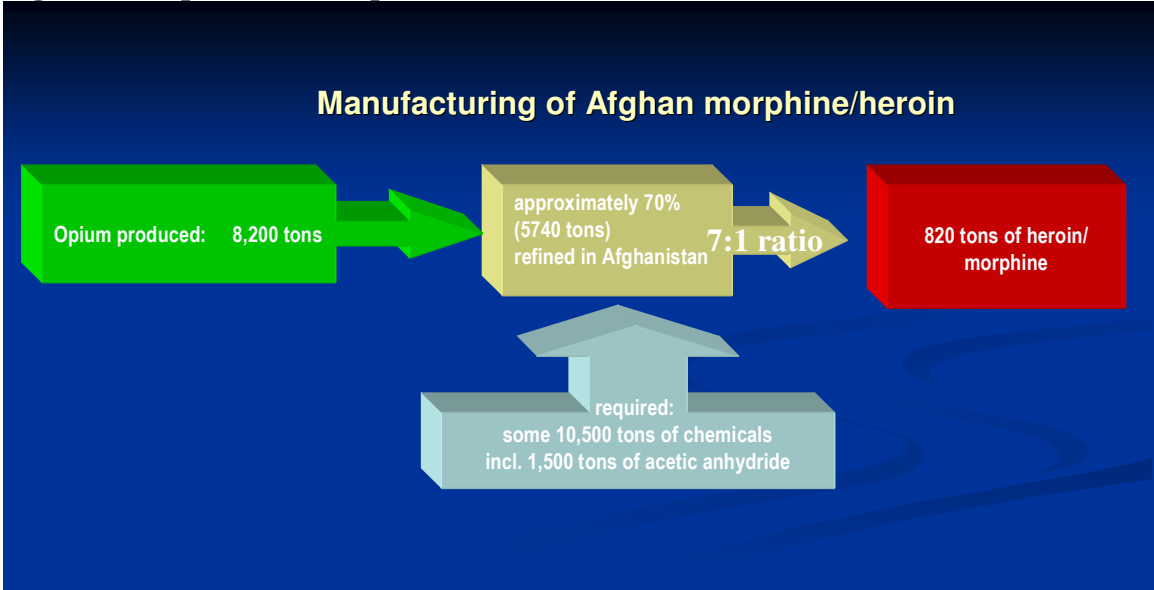 Manufacturing of Afghan morphine/heroin
Opium produced: 8,200 tons
approximately 70%
(5740 tons)
refined in Afghanistan
7:1 ratio
820 tons of heroin/
morphine
required:
some 10,500 tons of chemicals
incl. 1,500 tons of acetic anhydride